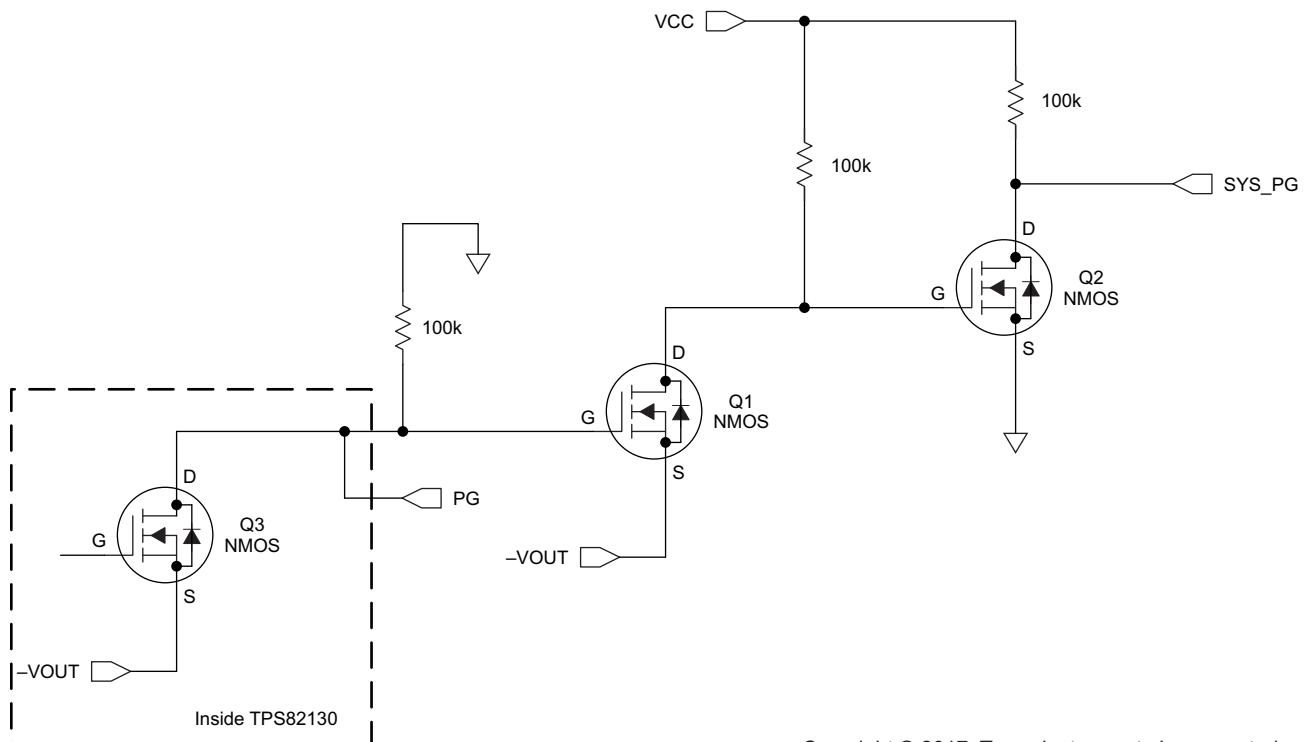 VCC
100k
100k
SYS_PG
D
G
Q2
NMOS
S
100k
D
G
Q1
NMOS
S
PG
–VOUT
D
G
Q3
NMOS
S
–VOUT
Inside TPS82130